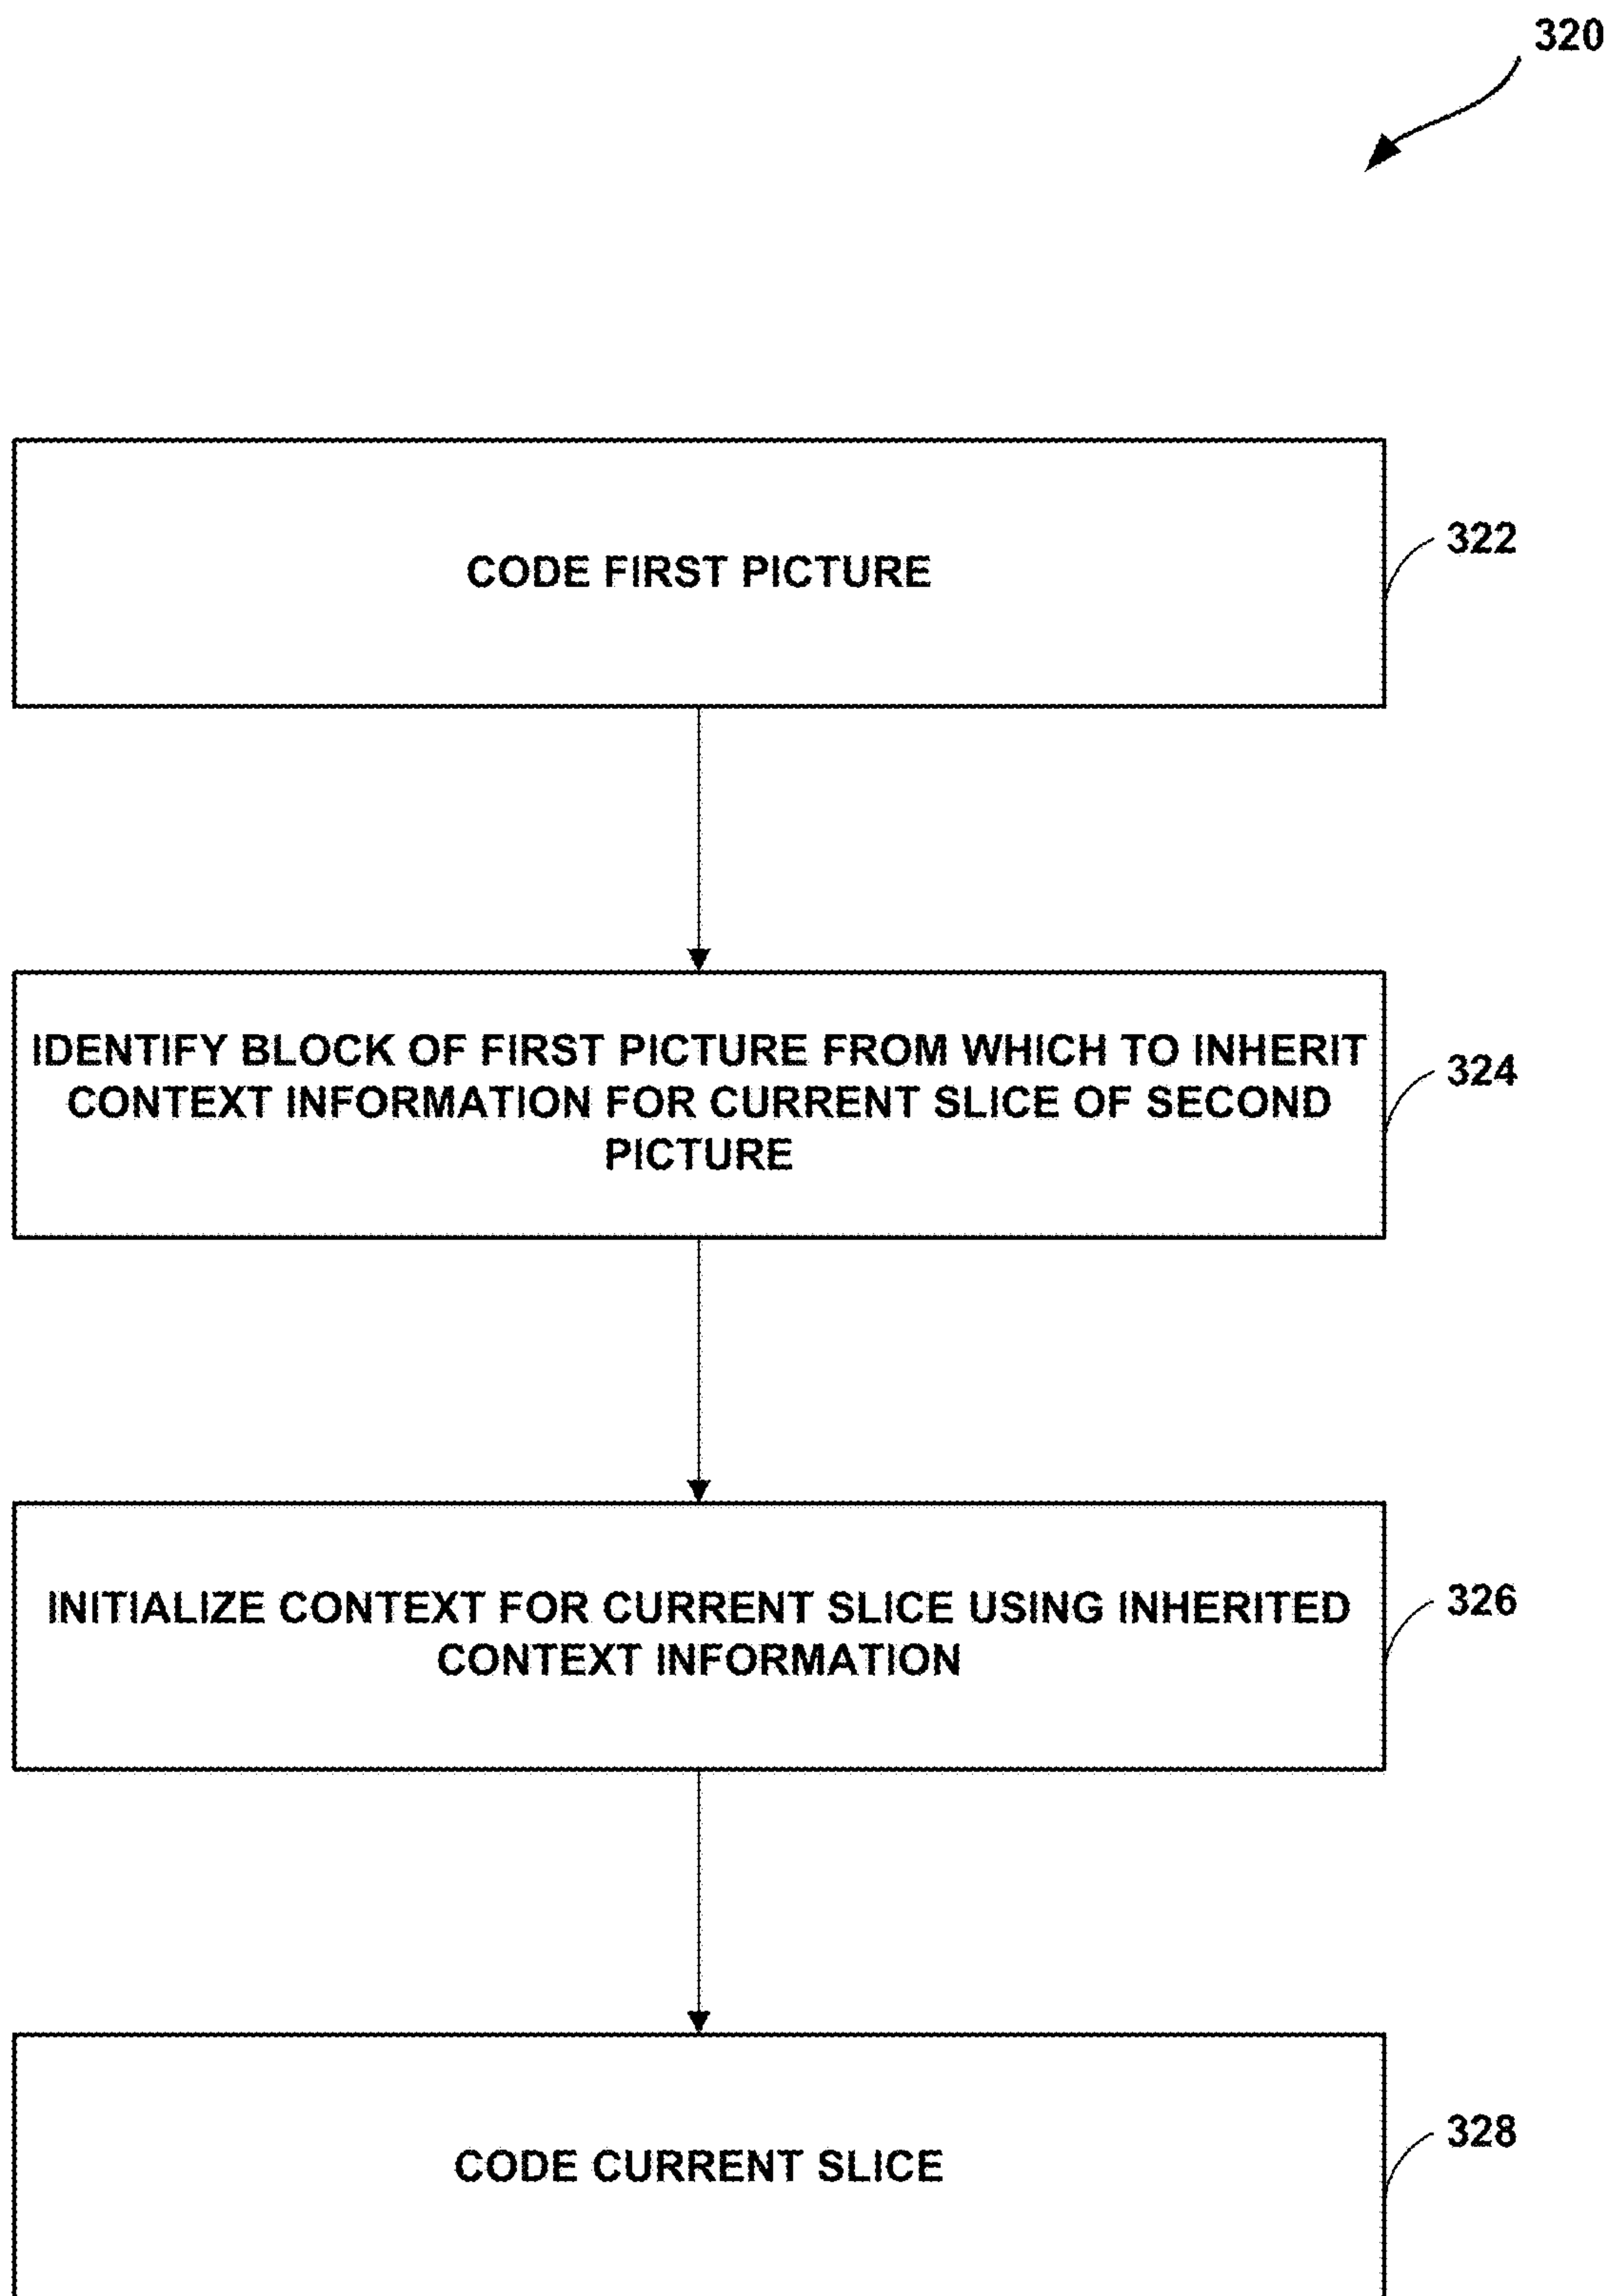 320
CODE FIRST PICTURE
322
IDENTIFY BLOCK OF FIRST PICTURE FROM WHICH TO INHERIT
CONTEXT INFORMATION FOR CURRENT SLICE OF SECOND
PICTURE
324
INITIALIZE CONTEXT FOR CURRENT SLICE USING INHERITED
CONTEXT INFORMATION
326
CODE CURRENT SLICE
328